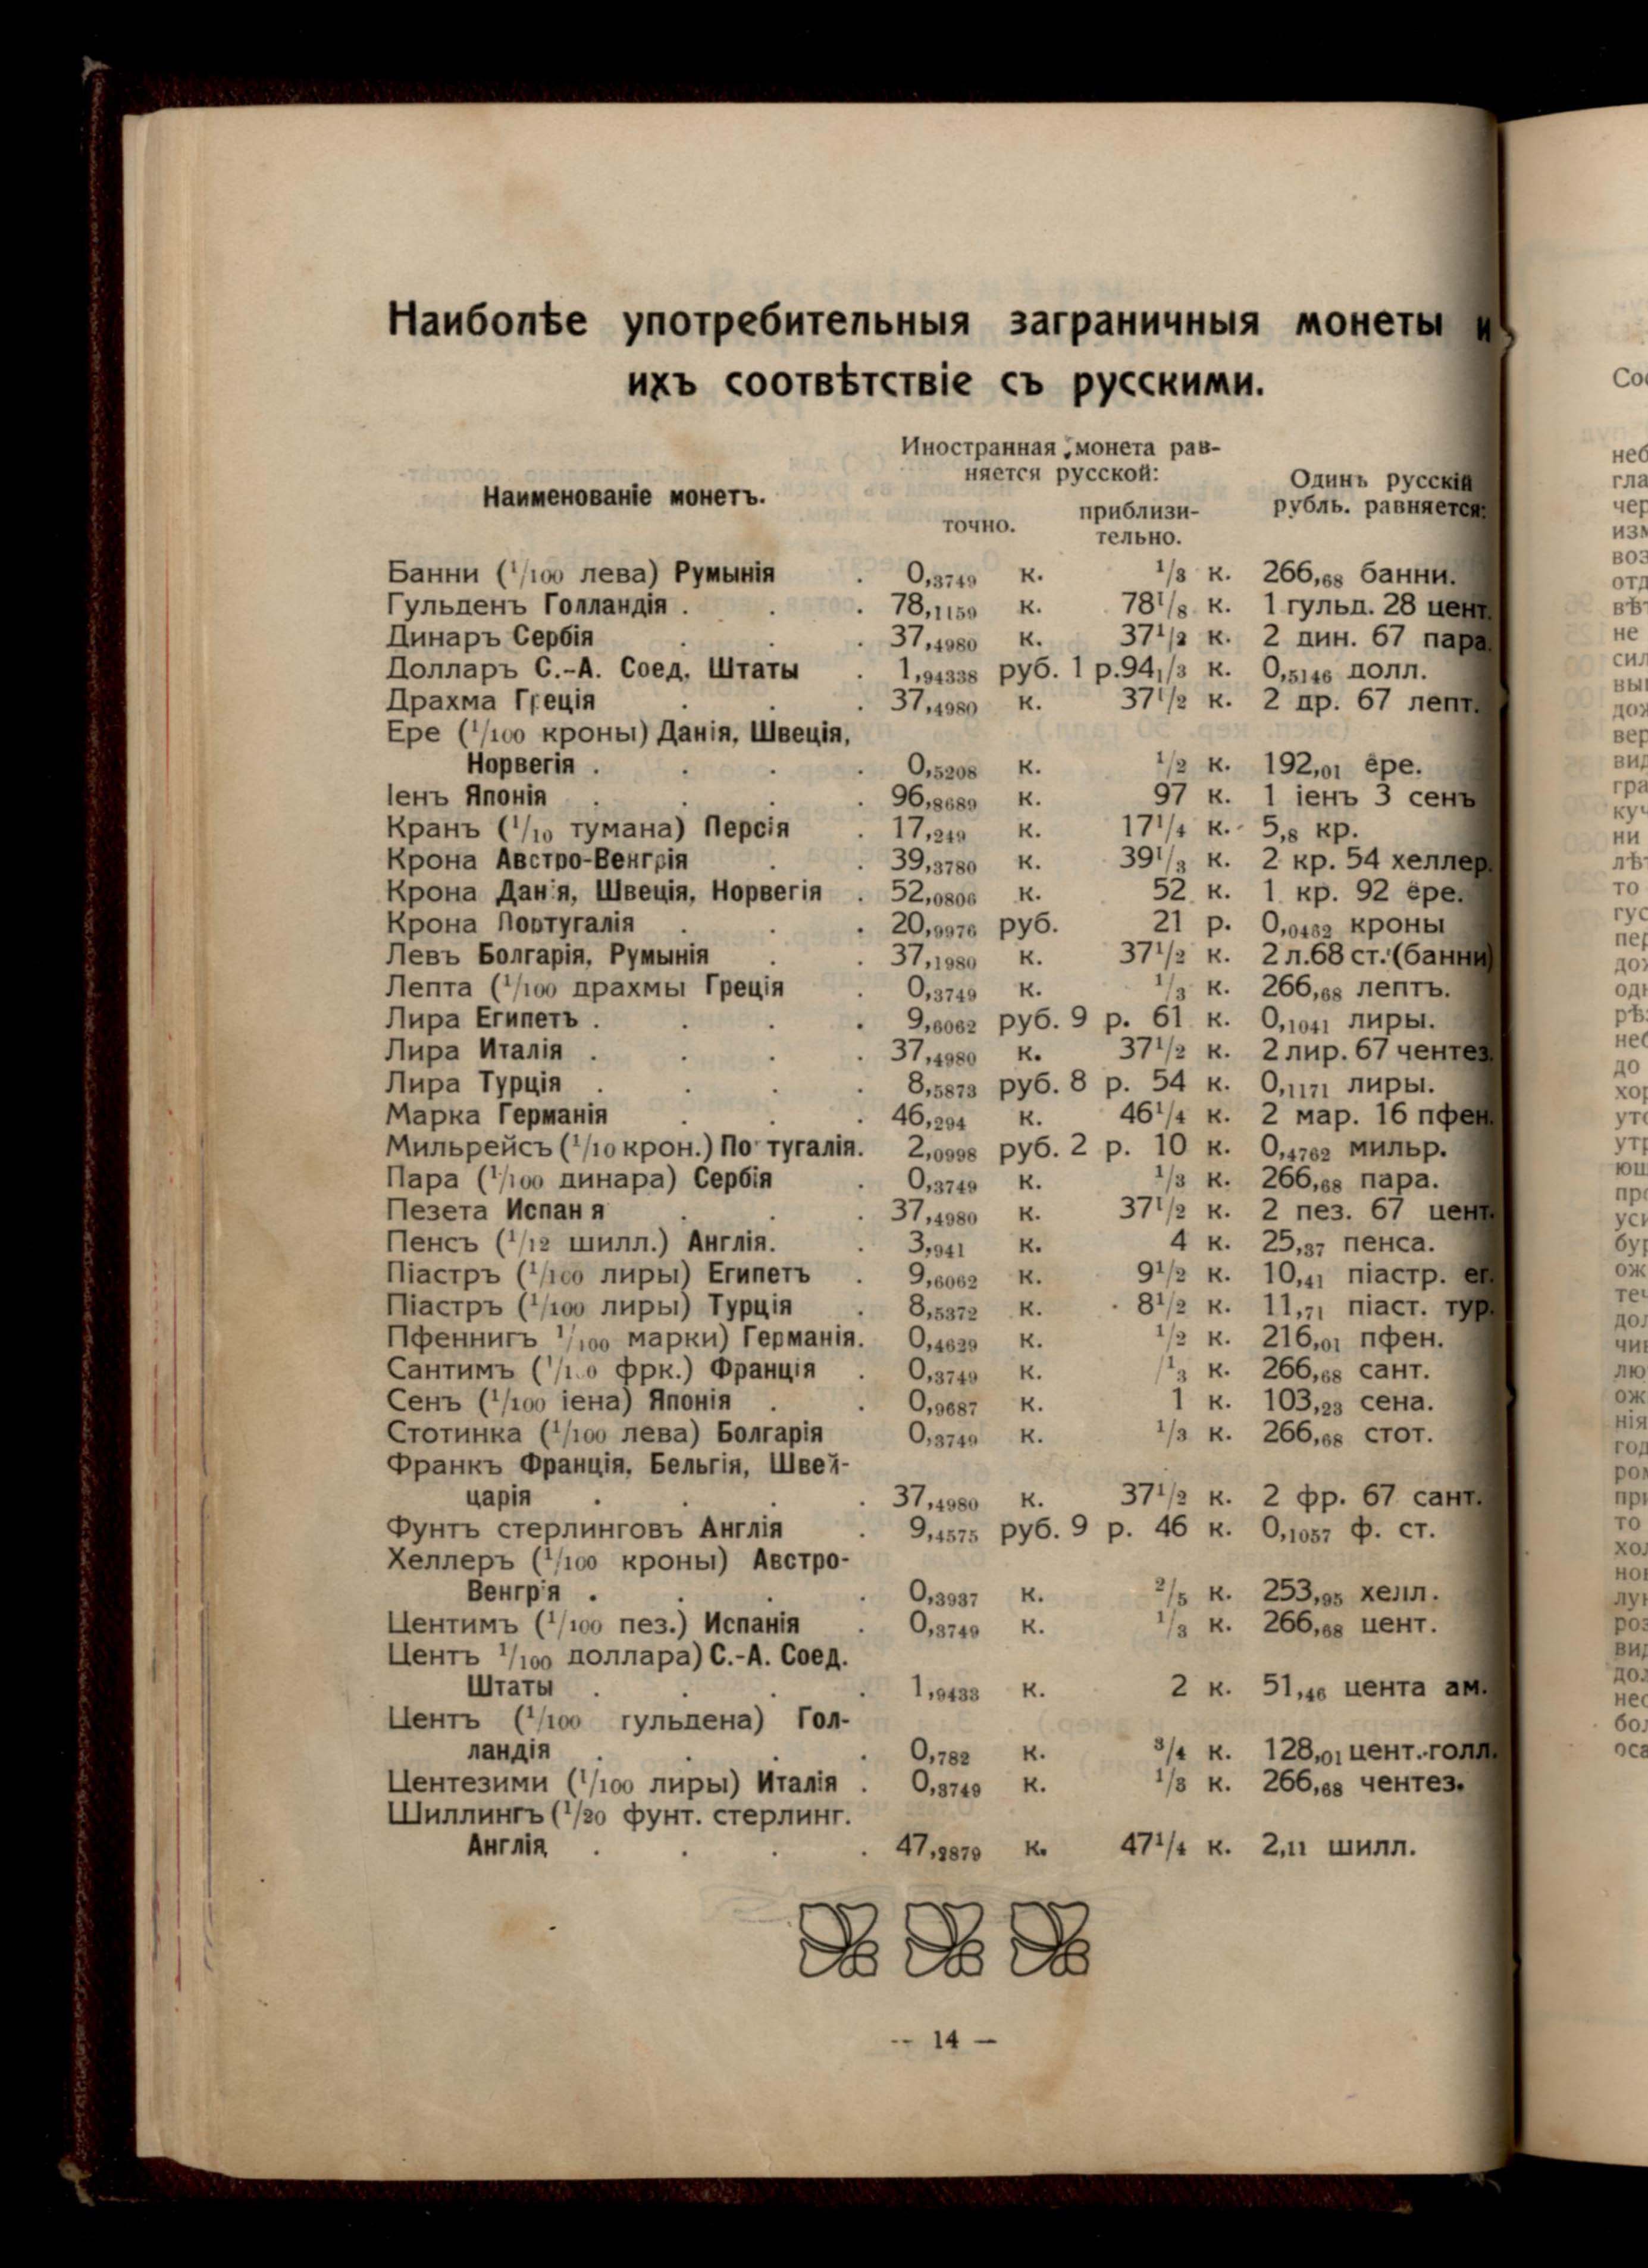 Наиболѣе употребительныя заграничныя монеты и
ихъ соотвѣтствіе съ русскими.
Наименованіе монетъ.
Иностранная монета рав-
няется русской:
точно.
приблизи-
тельно.
Одинъ русскій
рубль. равняется:
Банни (1/100 лева) Румынія . 0,3749 к. 1/3 к. 266,68 банни.
Гульденъ Голландія . . . 78,1159 к. 78 1/8 к. 1 гульд. 28 цент.
Динаръ Сербія . . . 37,4980 к. 37 1/2 к. 2 дин. 67 пара.
Долларъ С.-А. Соед. Штаты . 1,94338 руб. 1 р.94,/3 к. 0,5146 долл.
Драхма Греція . . . 37,4980 к. 37 1/2 к. 2 др. 67 лепт.
Ере (1/100 кроны) Данія, Швеція,
Норвегія . . . . 0,5208 к. 1/2 к. 192,01 ёре.
Іенъ Японія . . . . 96,8689 к. 97 к. 1 іенъ 3 сенъ
Кранъ (1/10 тумана) Персія . 17,249 к. 17 1/4 к. 5,8 кр.
Крона Австро-Венгрія . . 39,3780 к. 39 1/3 к. 2 кр. 54 хеллер.
Крона Данія, Швеція, Норвегія . 52,0806 к. 52 к. 1 кр. 92 ёре.
Крона Португалія . . . 20,9976 руб. 21 р. 0,0462 кроны
Левъ Болгарія, Румынія . . 37,1980 к. 37 1/2 к. 2 л.68 ст. (банни)
Лепта (1/100 драхмы Греція . 0,3749 к. 1/3 к. 266,68 лептъ.
Лира Египетъ . . . . 9,6062 руб. 9 р. 61 к. 0,1041 лиры.
Лира Италія . . . . 37,4980 к. 37 1/2 к. 2 лир. 67 чентез.
Лира Турція . . . . 8,5873 руб. 8 р. 54 к. 0,1171 лиры.
Марка Германія . . . 46,294 к. 46 1/4 к. 2 мар. 16 пфен.
Мильрейсъ (1/10 крон.) По тугалія. 2,0998 руб. 2 р. 10 к. 0,4762 мильр.
Пара (1/100 динара) Сербія . 0,3749 к. 1/3 к. 266,68 пара.
Пезета Испан я . . . 37,4980 к. 37 1/2 к. 2 пез. 67 цент.
Пенсъ (1/12 шилл.) Англія. . 3,941 к. 4 к. 25,37 пенса.
Піастръ (1/100 лиры) Египетъ . 9,6062 к. 9 1/2 к. 10,41 піастр. ег.
Піастръ (1/100 лиры) Турція . 8,5372 к. 8 1/2 к. 11,71 піаст. тур.
Пфеннигъ 1/100 марки) Германія. 0,4629 к. 1/2 к. 216,01 пфен.
Сантимъ (1/1 0 фрк.) Франція . 0,3749 к. /1 3 к. 266,68 сант.
Сенъ (1/100 іена) Японія . . 0,9687 к. 1 к. 103,23 сена.
Стотинка (1/100 лева) Болгарія 0,3749 к. 1/3 к. 266,68 стот.
Франкъ Франція, Бельгія, Швей-
царія . . . . 37,4980 к. 37 1/2 к. 2 фр. 67 сант.
Фунтъ стерлинговъ Англія . 9,4575 руб. 9 р. 46 к. 0,1057 ф. ст.
Хеллеръ (1/100 кроны) Австро-
Венгрія . . . . 0,3937 к. 2/5 к. 253,95 хелл.
Центимъ (1/100 пез.) Испанія . 0,3749 к. 1/3 к. 266,68 цент.
Центъ 1/100 доллара) С.-А. Соед.
Штаты . . . . 1,9433 к. 2 к. 51,46 цента ам.
Центъ (1/100 гульдена) Гол-
ландія . . . . 0,782 к. 3/4 к. 128,01 цент.-голл.
Центезими (1/100 лиры) Италія . 0,3749 к. 1/3 к. 266,68 чентез.
Шиллингъ (1/20 фунт. стерлинг.
Англія . . . . 47,2879 к. 47 1/4 к. 2,11 шилл.
-- 14 —